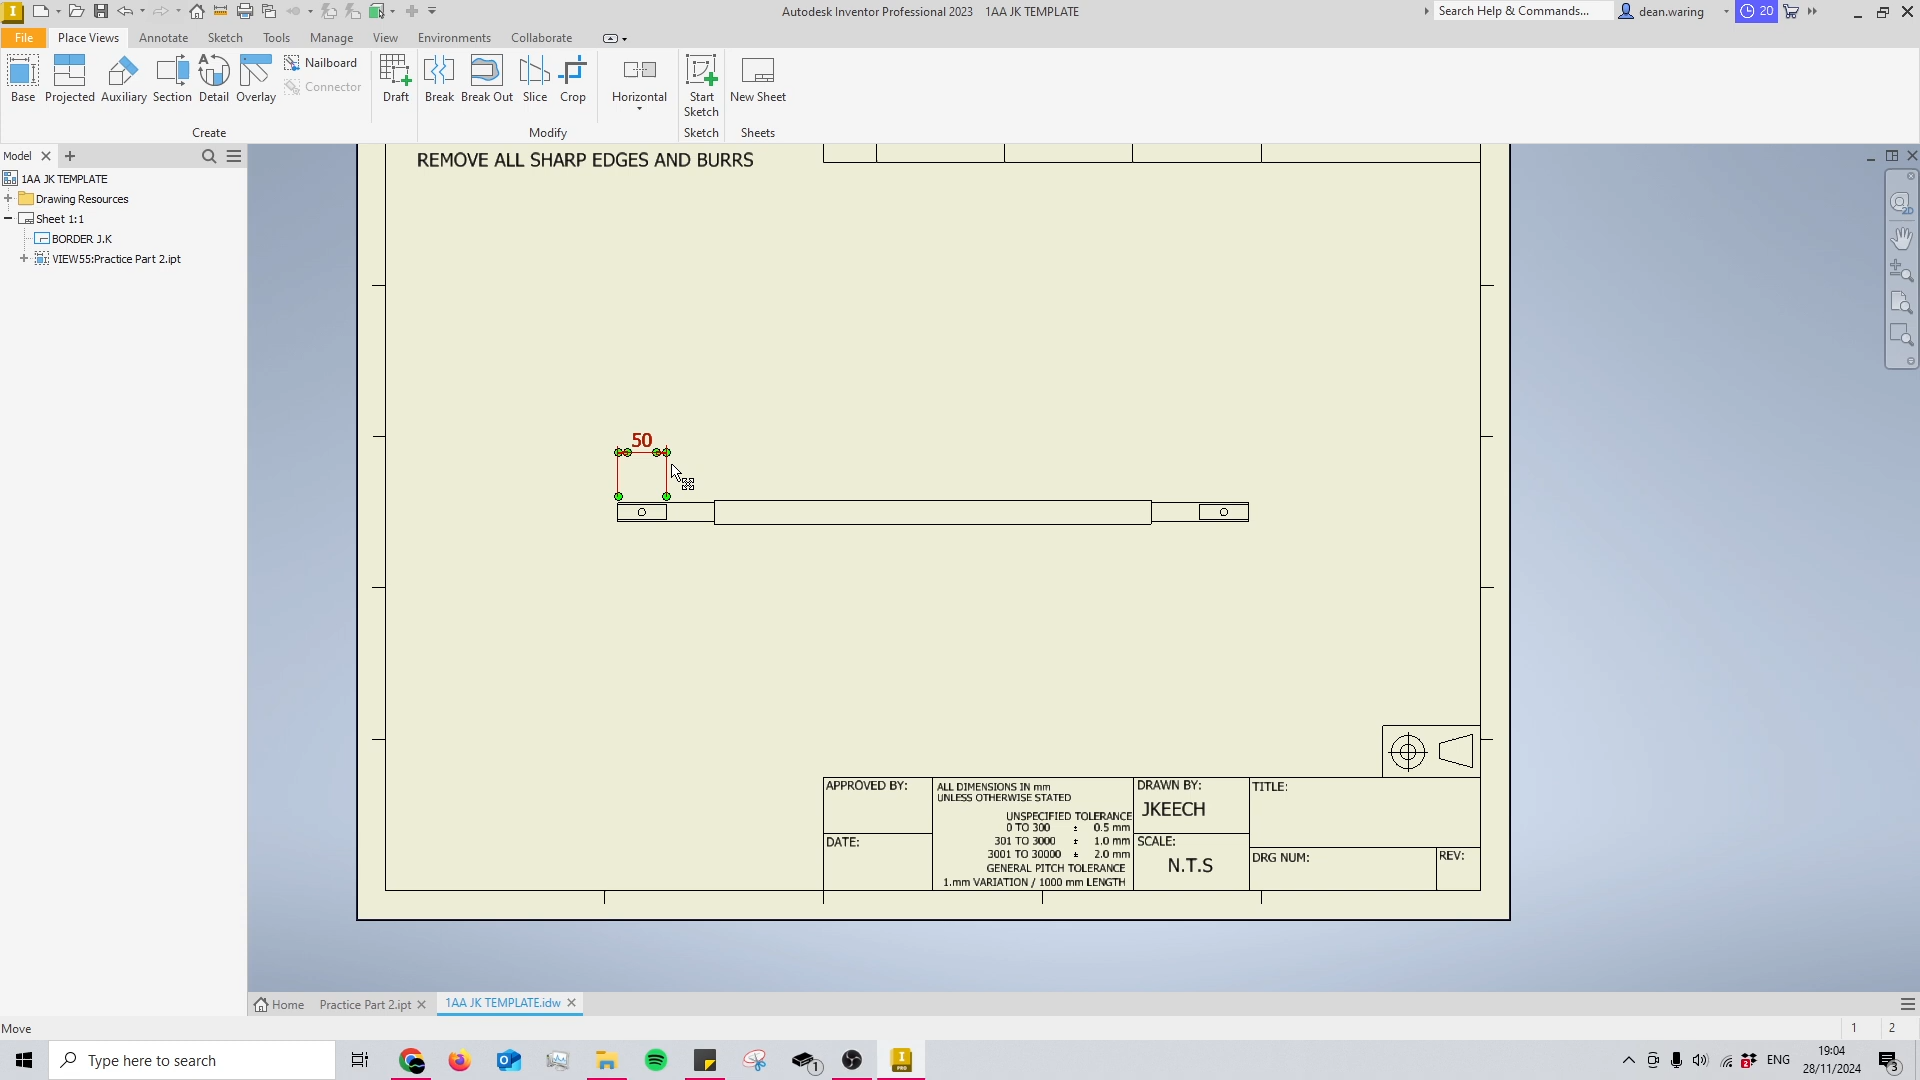 Autodesk Inventor Professional 2023 1AA JK TEMPLATE
Search Help & Commands...
dean.waring
20
File
Place Views
Annotate
Sketch
Tools
Manage
View
Environments
Collaborate
Base
Projected
Auxiliary
Section
Detail
Overlay
Nailboard
Connector
Draft
Break
Break Out
Slice
Crop
Horizontal
Start
Sketch
New Sheet
Create
Modify
Sketch
Sheets
Model
1AA JK TEMPLATE
Drawing Resources
Sheet 1:1
BORDER J.K
VIEW55:Practice Part 2.ipt
REMOVE ALL SHARP EDGES AND BURRS
50
APPROVED BY:
DATE:
ALL DIMENSIONS IN mm
UNLESS OTHERWISE STATED
UNSPECIFIED TOLERANCE
0 TO 300 ± 0.5 mm
301 TO 3000 ± 1.0 mm
3001 TO 30000 ± 2.0 mm
GENERAL PITCH TOLERANCE
1.mm VARIATION / 1000 mm LENGTH
DRAWN BY:
JKEECH
SCALE:
N.T.S
TITLE:
DRG NUM:
REV:
Home
Practice Part 2.ipt
1AA JK TEMPLATE.idw
Move
1
2
Type here to search
ENG
19:04
28/11/2024